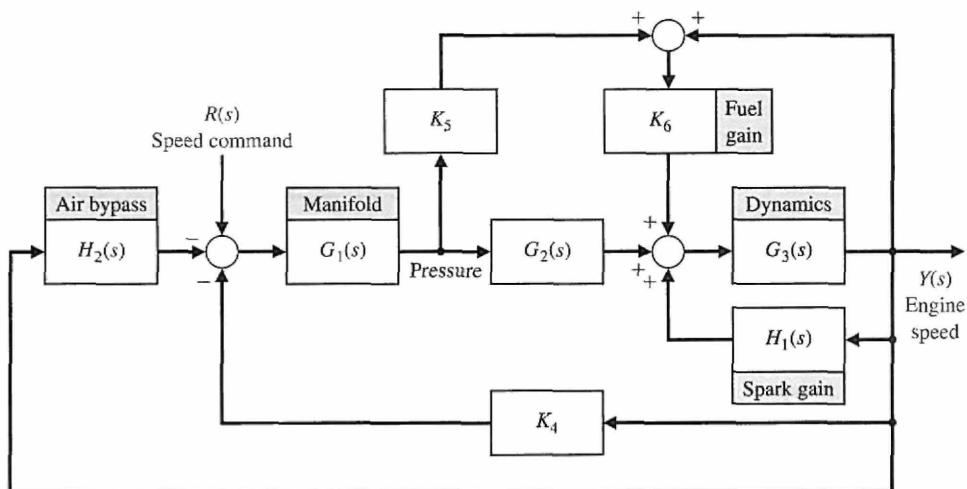 +
+
K5
K6
Fuel
gain
R(s)
Speed command
Air bypass
H2(s)
−
−
Manifold
G1(s)
Pressure
G2(s)
+
+
+
Dynamics
G3(s)
Y(s)
Engine
speed
H1(s)
Spark gain
K4